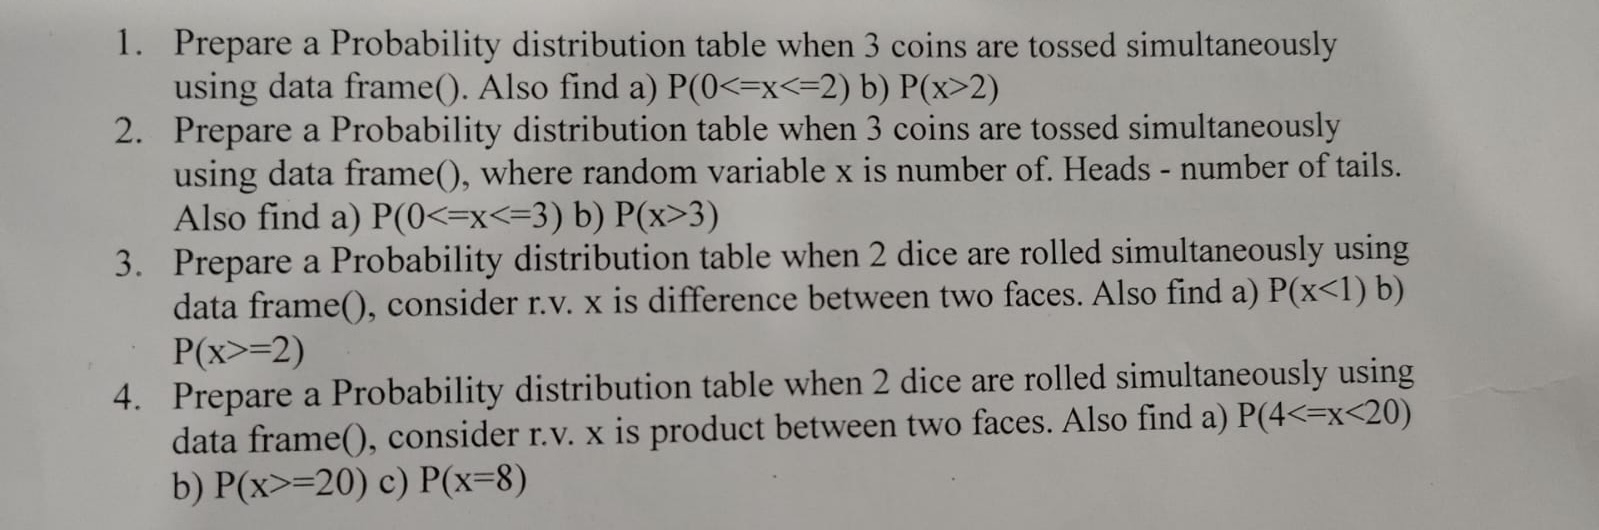 1. Prepare a Probability distribution table when 3 coins are tossed simultaneously
using data frame(). Also find a) P(0<=x<=2) b) P(x>2)
2. Prepare a Probability distribution table when 3 coins are tossed simultaneously
using data frame(), where random variable x is number of. Heads - number of tails.
Also find a) P(0<=x<=3) b) P(x>3)
3. Prepare a Probability distribution table when 2 dice are rolled simultaneously using
data frame(), consider r.v. x is difference between two faces. Also find a) P(x<1) b)
P(x>=2)
4. Prepare a Probability distribution table when 2 dice are rolled simultaneously using
data frame(), consider r.v. x is product between two faces. Also find a) P(4<=x<20)
b) P(x>=20) c) P(x=8)